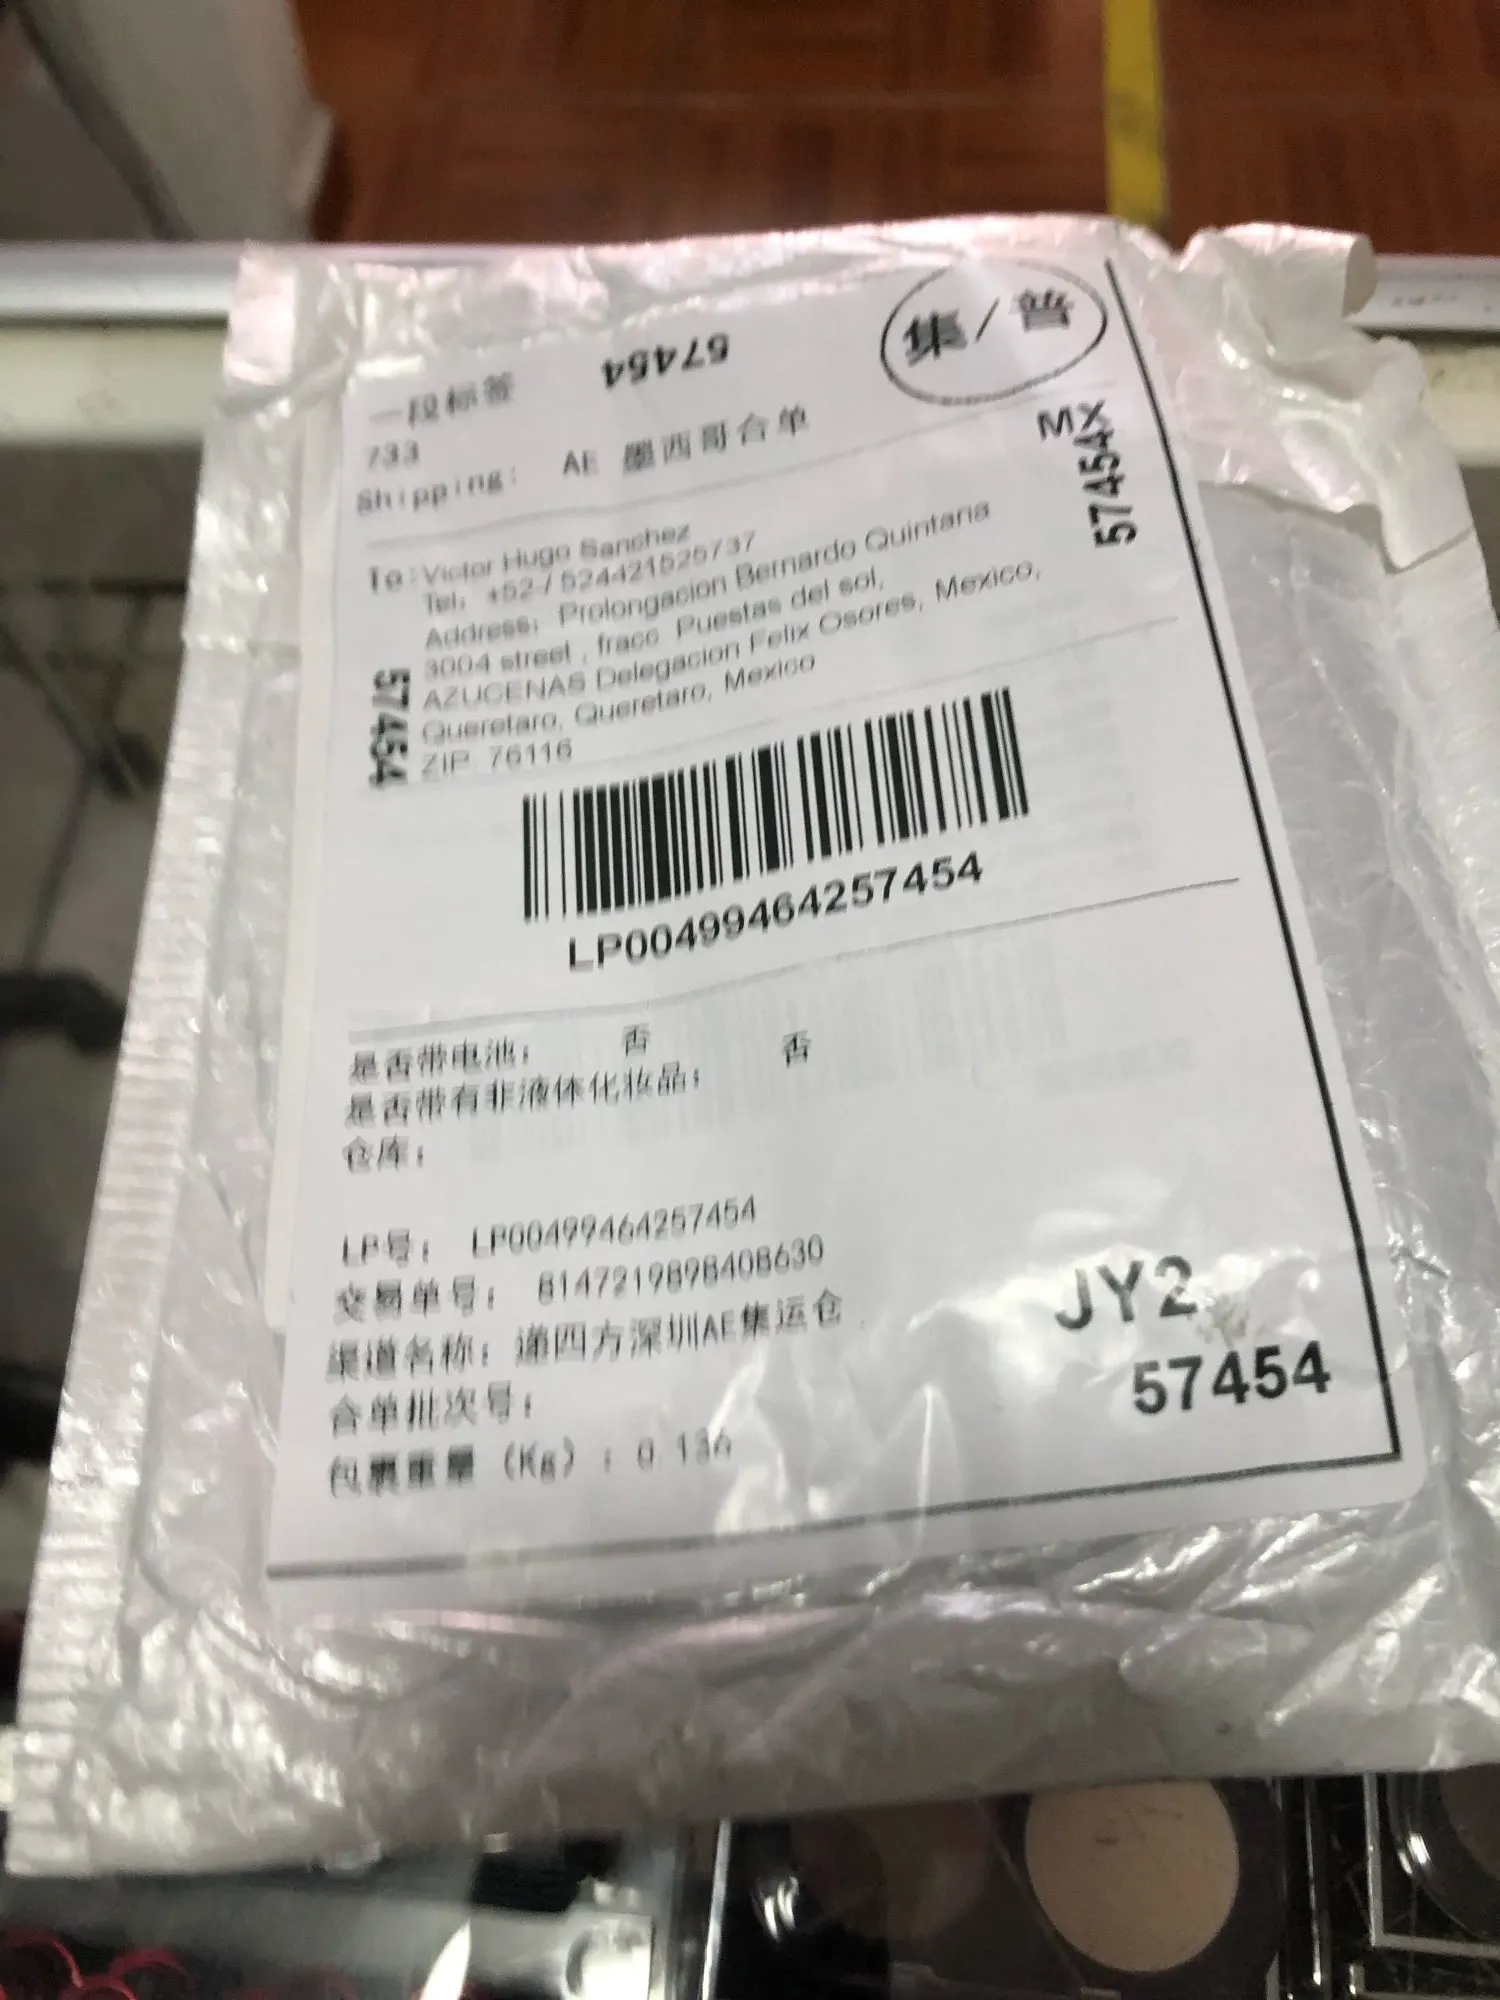 集/普
57454
一段标签
733
Shipping: AE 墨西哥合单
MX
57454
To: Victor Hugo Sanchez
Tel: +52-/ 524421525737
Address: Prolongacion Bernardo Quintana
3004 street , fracc Puestas del sol,
AZUCENAS Delegacion Felix Osores, Mexico,
Queretaro, Queretaro, Mexico
ZIP 76116
57454
LP00499464257454
是否带电池: 否
是否带有非液体化妆品: 否
仓库:
LP号: LP00499464257454
交易单号: 8147219898408630
渠道名称: 递四方深圳AE集运仓
合单批次号:
包裹重量 (Kg) :
JY2
57454